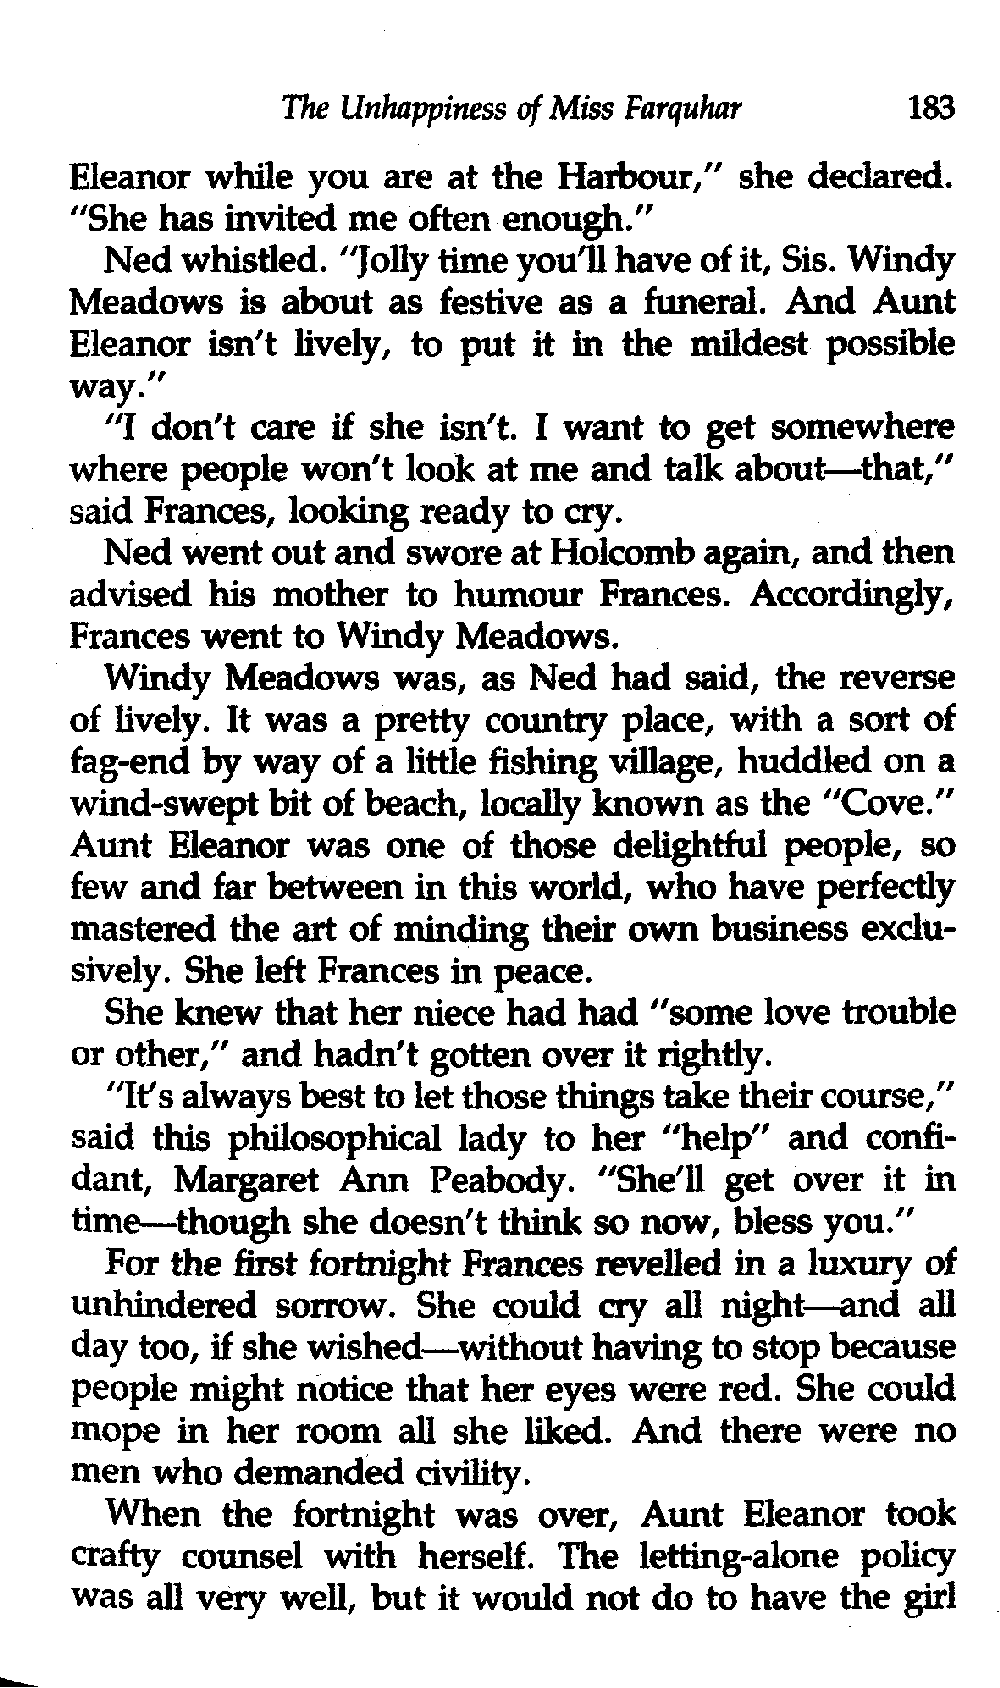 The Unhappiness of Miss Farquhar 183
Eleanor while you are at the Harbour," she declared.
"She has invited me often enough."
Ned whistled. "Jolly time you'll have of it, Sis. Windy
Meadows is about as festive as a funeral. And Aunt
Eleanor isn't lively, to put it in the mildest possible
way."
"I don't care if she isn't. I want to get somewhere
where people won't look at me and talk about—that,"
said Frances, looking ready to cry.
Ned went out and swore at Holcomb again, and then
advised his mother to humour Frances. Accordingly,
Frances went to Windy Meadows.
Windy Meadows was, as Ned had said, the reverse
of lively. It was a pretty country place, with a sort of
fag-end by way of a little fishing village, huddled on a
wind-swept bit of beach, locally known as the "Cove."
Aunt Eleanor was one of those delightful people, so
few and far between in this world, who have perfectly
mastered the art of minding their own business exclu-
sively. She left Frances in peace.
She knew that her niece had had "some love trouble
or other," and hadn't gotten over it rightly.
"It's always best to let those things take their course,"
said this philosophical lady to her "help" and confi-
dant, Margaret Ann Peabody. "She'll get over it in
time—though she doesn't think so now, bless you."
For the first fortnight Frances revelled in a luxury of
unhindered sorrow. She could cry all night—and all
day too, if she wished—without having to stop because
people might notice that her eyes were red. She could
mope in her room all she liked. And there were no
men who demanded civility.
When the fortnight was over, Aunt Eleanor took
crafty counsel with herself. The letting-alone policy
was all very well, but it would not do to have the girl